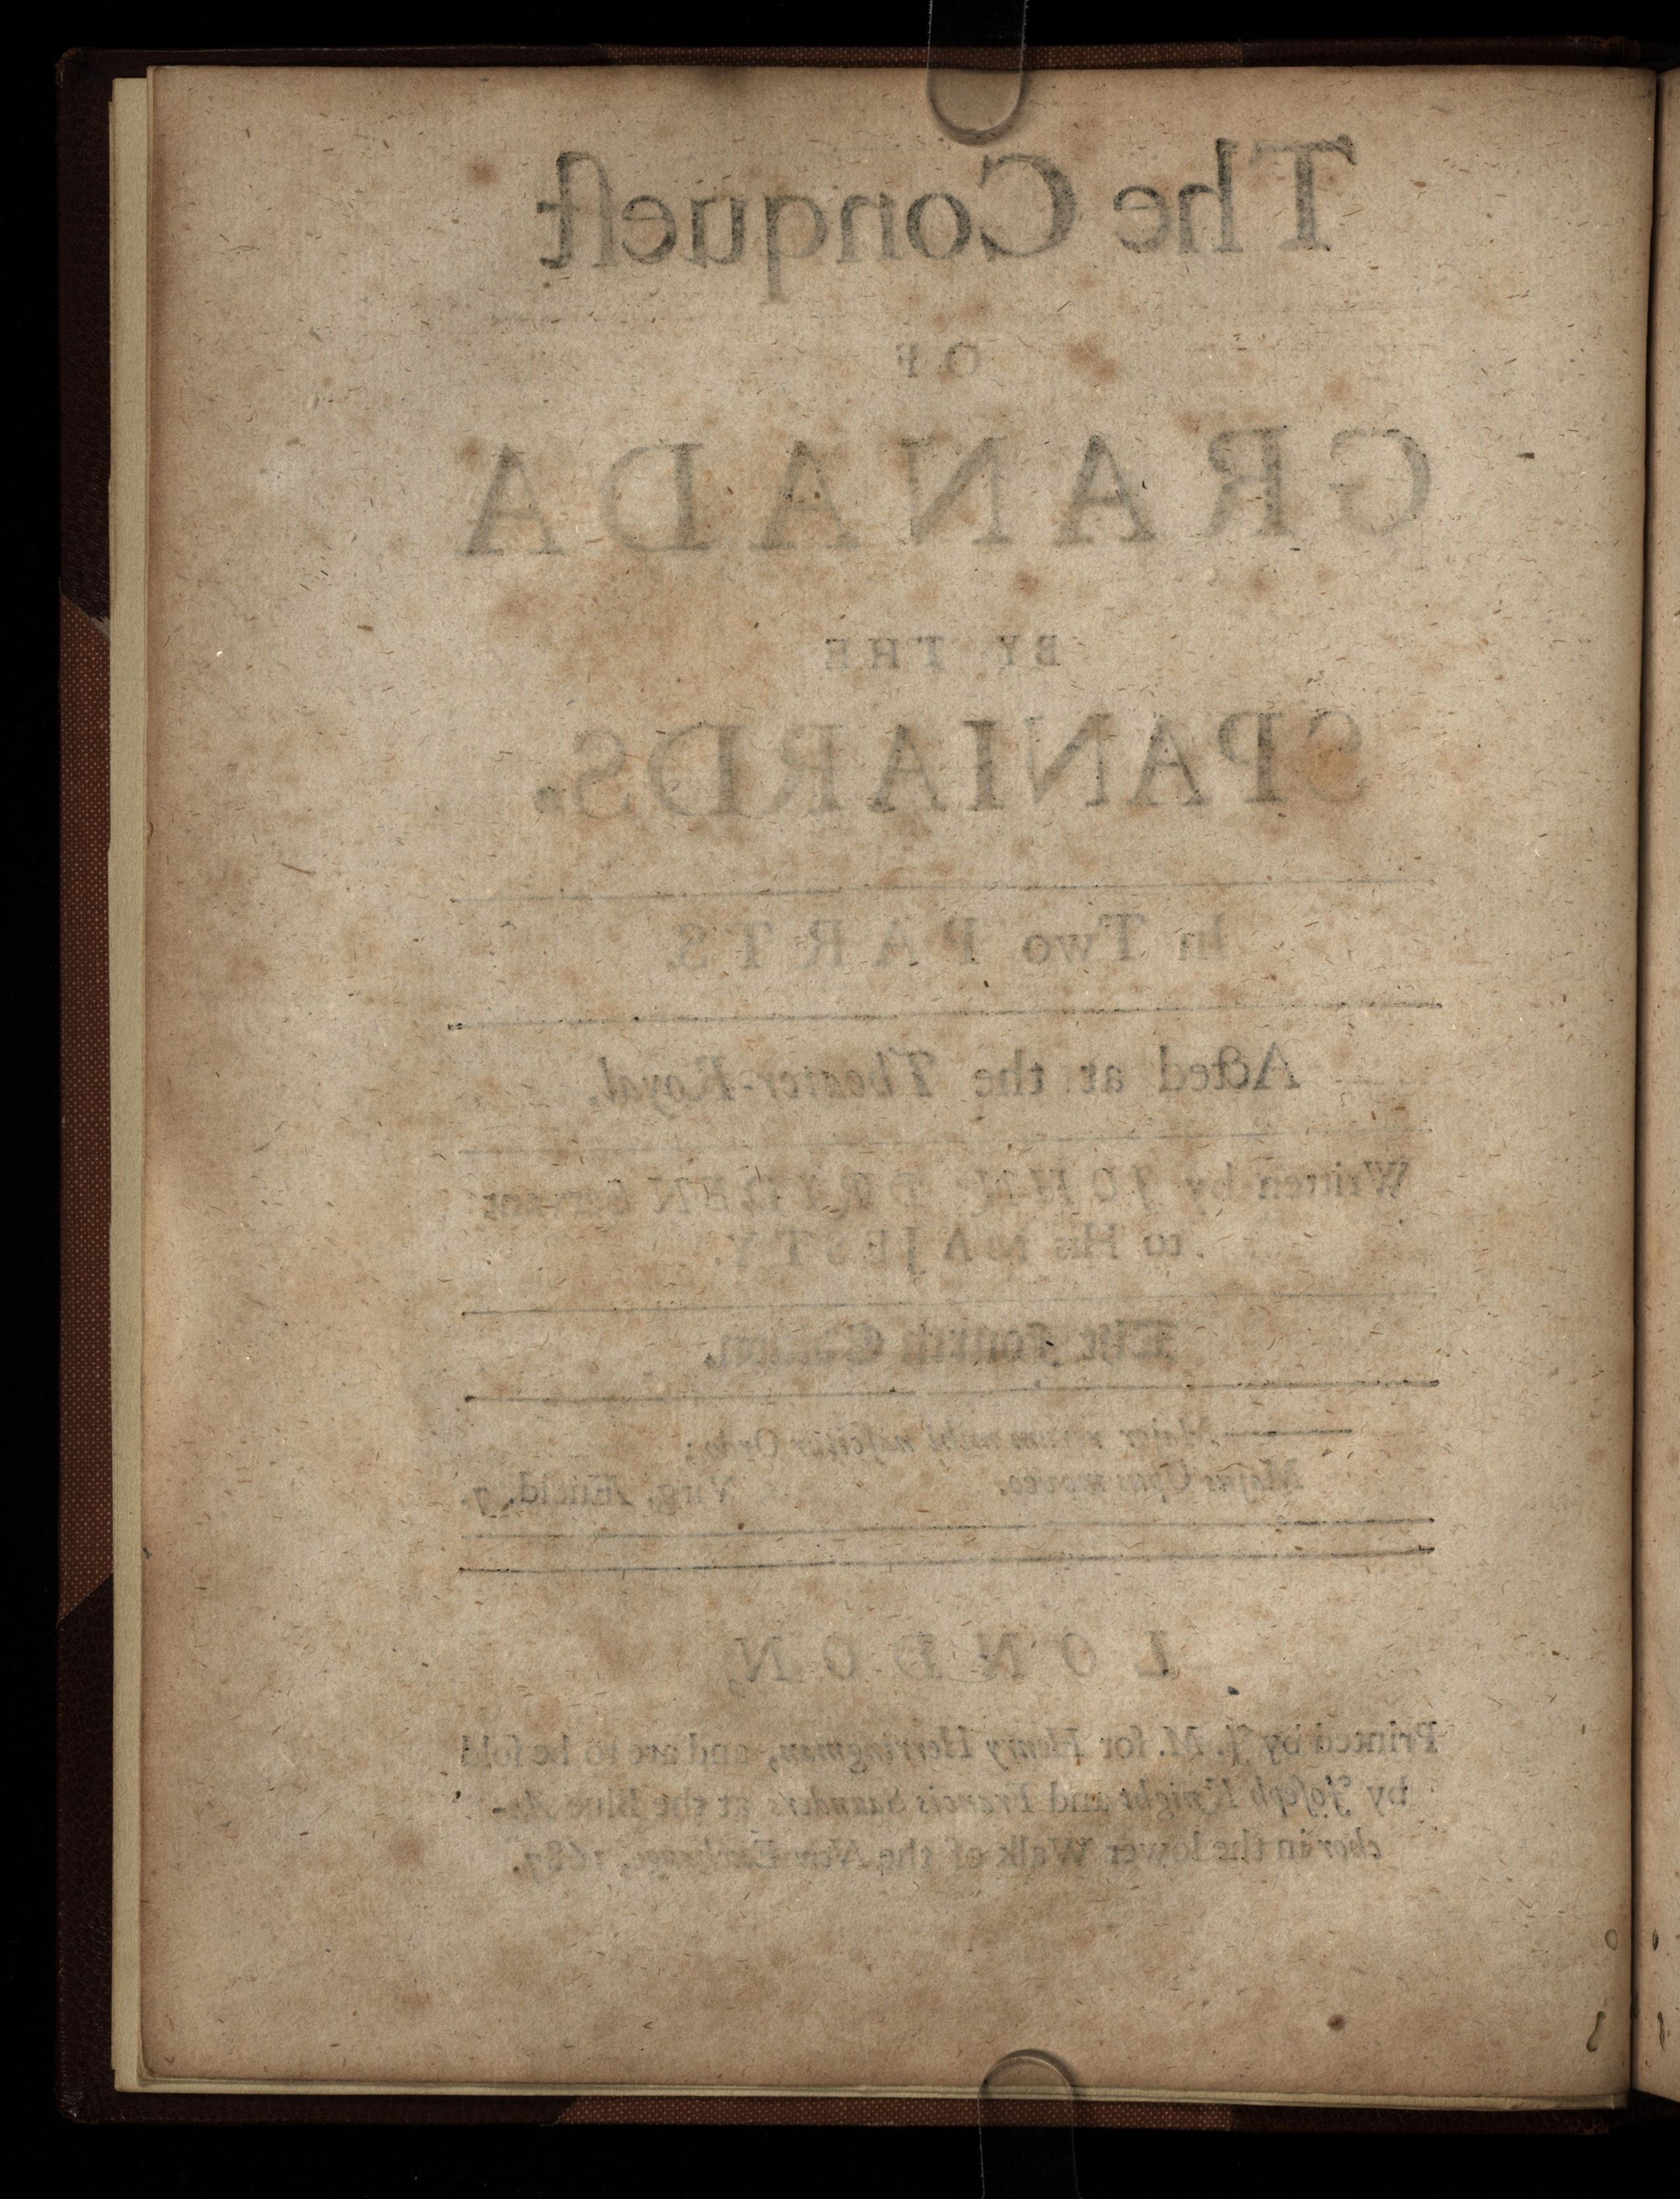 The Conqueſt
OF
GRANADA
BY THE
SPANIARDS.
In Two PARTS.
Acted at the Theater-Royal.
Written by JOHN DRIDEN Servant
to His MAJESTY.
The Fourth Edition.
Major rerum mihi naſcitur Ordo;
Majus Opus moveo. Virg. Æneid. 7.
LONDON,
Printed by J. M. for Henry Herringman, and are to be ſold
by Joſeph Knight and Francis Saunders at the Blue An-
chor in the lower Walk of the New Exchange, 1687.